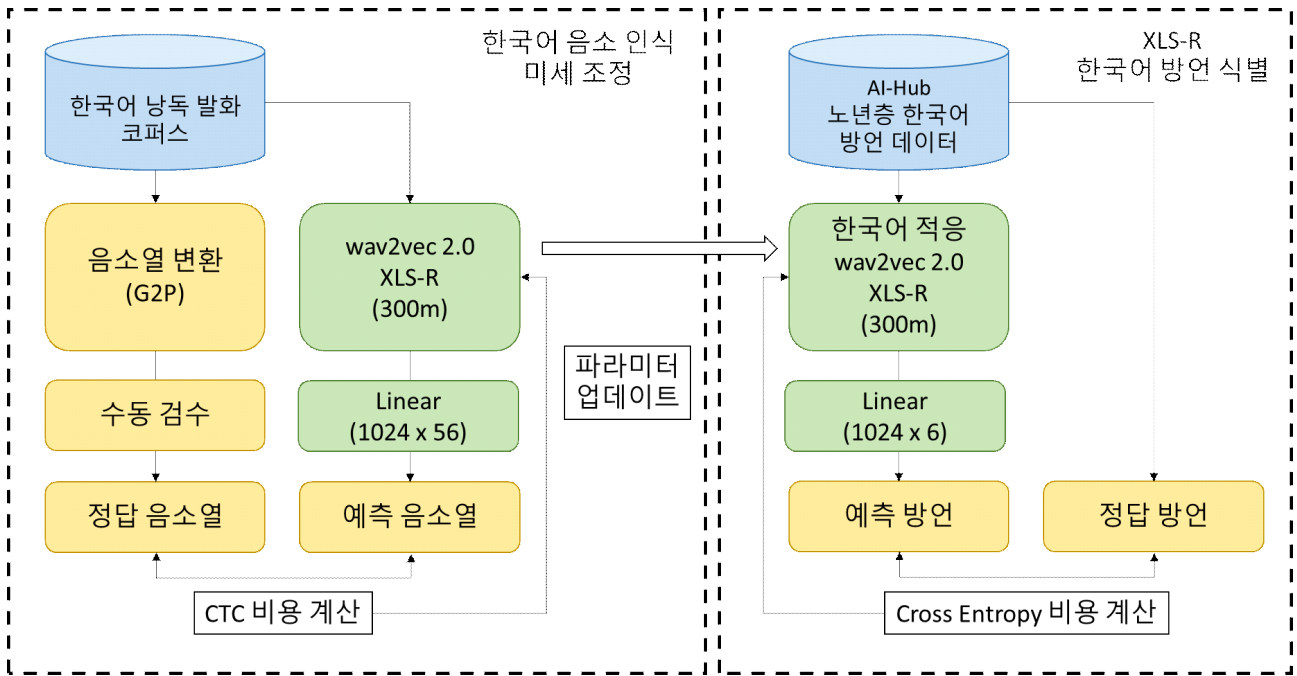 한국어 음소 인식
미세 조정
한국어 낭독 발화
코퍼스
음소열 변환
(G2P)
wav2vec 2.0
XLS-R
(300m)
수동 검수
Linear
(1024 x 56)
파라미터
업데이트
정답 음소열
예측 음소열
CTC 비용 계산
XLS-R
한국어 방언 식별
AI-Hub
노년층 한국어
방언 데이터
한국어 적응
wav2vec 2.0
XLS-R
(300m)
Linear
(1024 x 6)
예측 방언
정답 방언
Cross Entropy 비용 계산